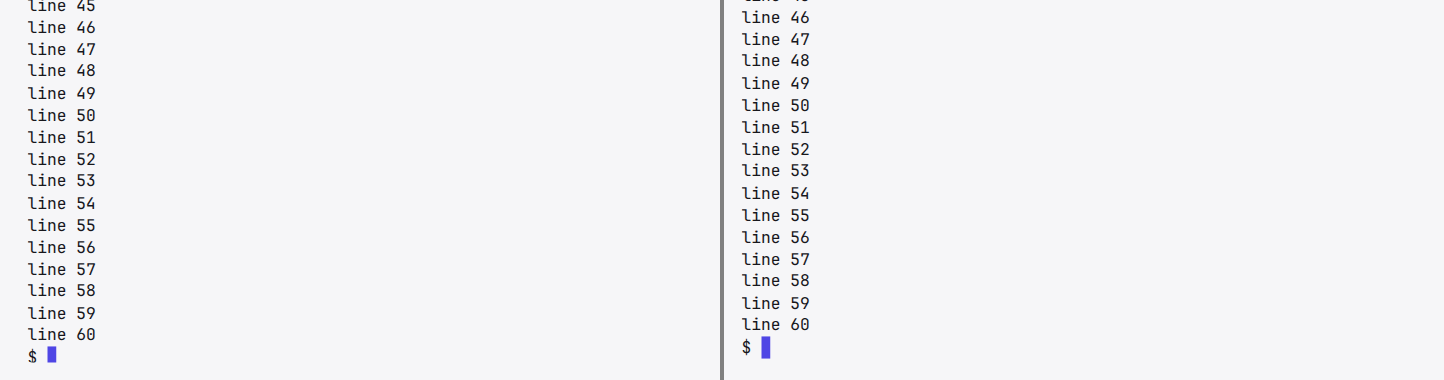 line 45
line 46
line 47
line 48
line 49
line 50
line 51
line 52
line 53
line 54
line 55
line 56
line 57
line 58
line 59
line 60
$
line 46
line 47
line 48
line 49
line 50
line 51
line 52
line 53
line 54
line 55
line 56
line 57
line 58
line 59
line 60
$